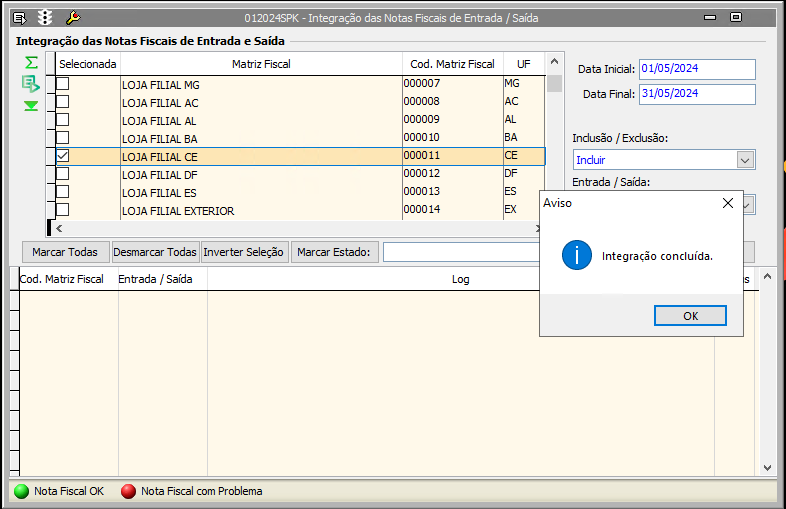 012024SPK - Integração das Notas Fiscais de Entrada / Saída
Integração das Notas Fiscais de Entrada e Saída
Selecionada Matriz Fiscal Cod. Matriz Fiscal UF
LOJA FILIAL MG 000007 MG
LOJA FILIAL AC 000008 AC
LOJA FILIAL AL 000009 AL
LOJA FILIAL BA 000010 BA
LOJA FILIAL CE 000011 CE
LOJA FILIAL DF 000012 DF
LOJA FILIAL ES 000013 ES
LOJA FILIAL EXTERIOR 000014 EX
Data Inicial: 01/05/2024
Data Final: 31/05/2024
Inclusão / Exclusão:
Incluir
Entrada / Saída:
Marcar Todas Desmarcar Todas Inverter Seleção Marcar Estado:
Aviso
Integração concluída.
OK
Cod. Matriz Fiscal Entrada / Saída Log
Nota Fiscal OK Nota Fiscal com Problema